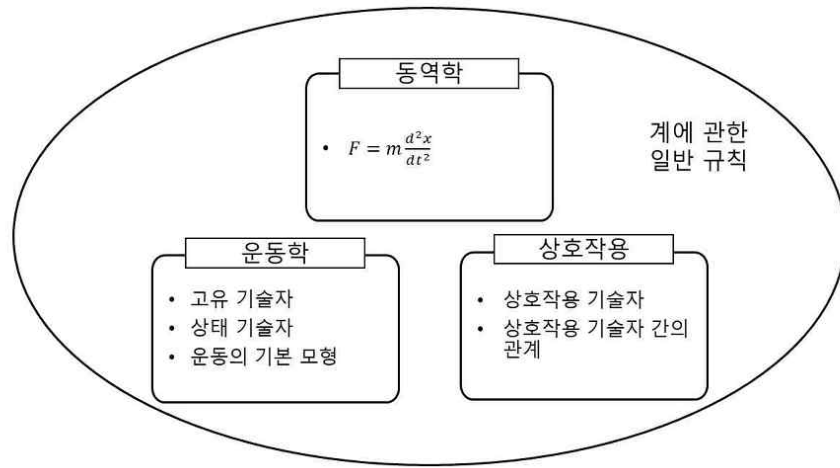 동역학
• F = m d²x/dt²
계에 관한
일반 규칙
운동학
• 고유 기술자
• 상태 기술자
• 운동의 기본 모형
상호작용
• 상호작용 기술자
• 상호작용 기술자 간의
관계